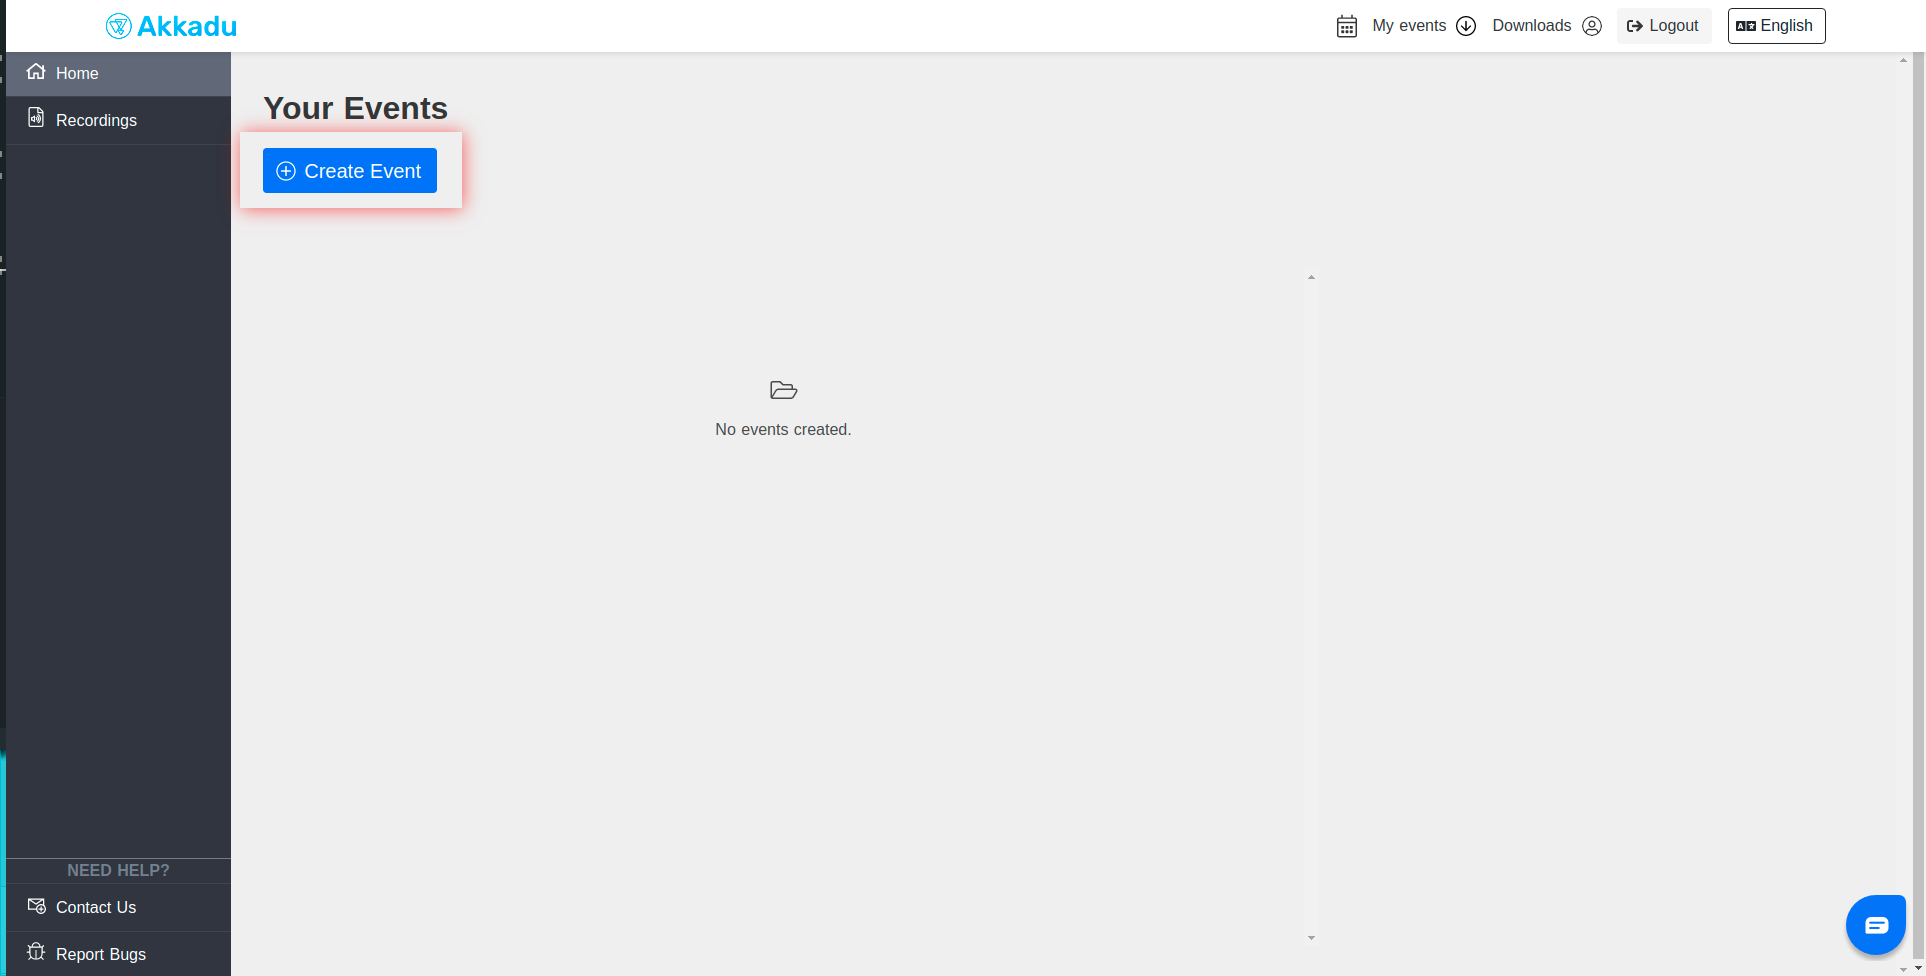 Akkadu
My events
Downloads
Logout
English
Home
Recordings
Your Events
Create Event
No events created.
NEED HELP?
Contact Us
Report Bugs